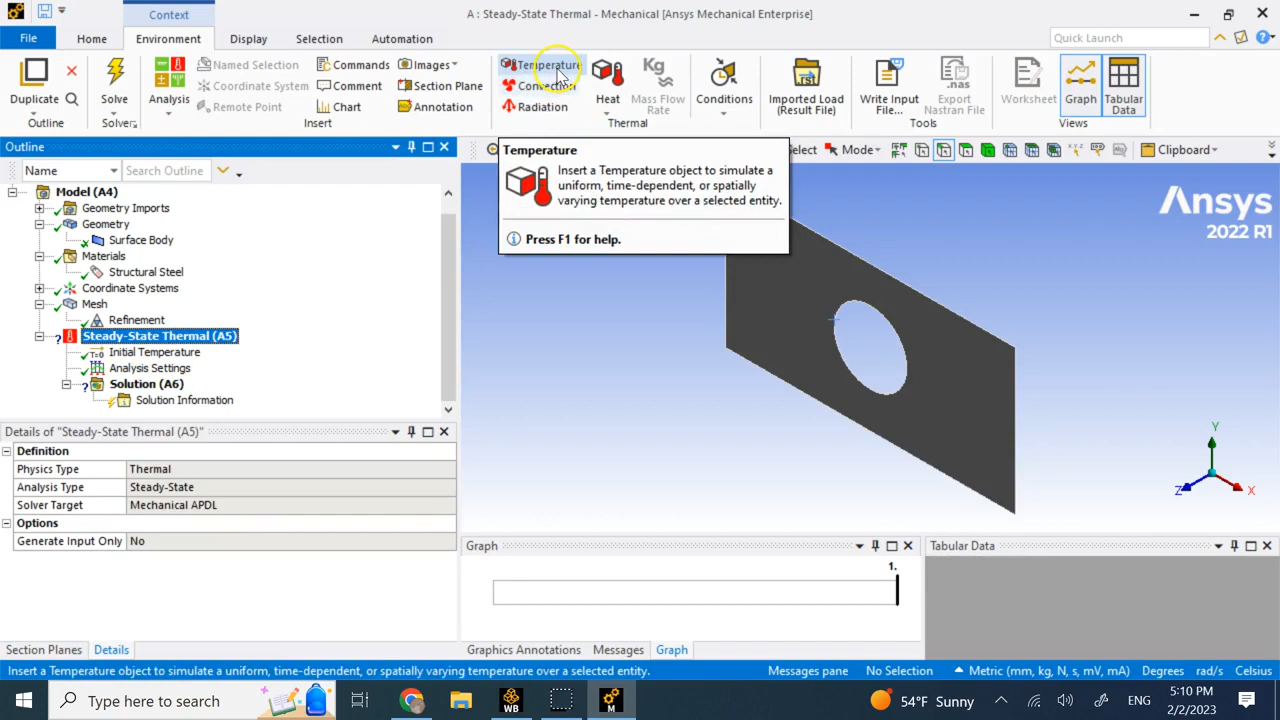 A : Steady-State Thermal - Mechanical [Ansys Mechanical Enterprise]
Context
File Home Environment Display Selection Automation Quick Launch
Duplicate
Outline
Solve
Solver
Analysis
Named Selection Commands Images
Coordinate System Comment Section Plane
Remote Point Chart Annotation
Insert
Temperature
Convection
Radiation
Heat
Kg
Mass Flow
Rate
Conditions
Thermal
.rst
Imported Load
(Result File)
Write Input
File...
.nas
Export
Nastran File
Tools
Worksheet
Graph
Tabular
Data
Views
Outline
Name Search Outline
Select Mode Clipboard
Model (A4)
Geometry Imports
Geometry
Surface Body
Materials
Structural Steel
Coordinate Systems
Mesh
Refinement
Steady-State Thermal (A5)
T=0 Initial Temperature
Analysis Settings
Solution (A6)
Solution Information
Temperature
Insert a Temperature object to simulate a
uniform, time-dependent, or spatially
varying temperature over a selected entity.
Press F1 for help.
Ansys
2022 R1
Y
Z X
Details of "Steady-State Thermal (A5)"
Definition
Physics Type Thermal
Analysis Type Steady-State
Solver Target Mechanical APDL
Options
Generate Input Only No
Section Planes Details
Graph
1.
Graphics Annotations Messages Graph
Tabular Data
Insert a Temperature object to simulate a uniform, time-dependent, or spatially varying temperature over a selected entity. Messages pane No Selection Metric (mm, kg, N, s, mV, mA) Degrees rad/s Celsius
Type here to search
WB
M
54°F Sunny
ENG
5:10 PM
2/2/2023